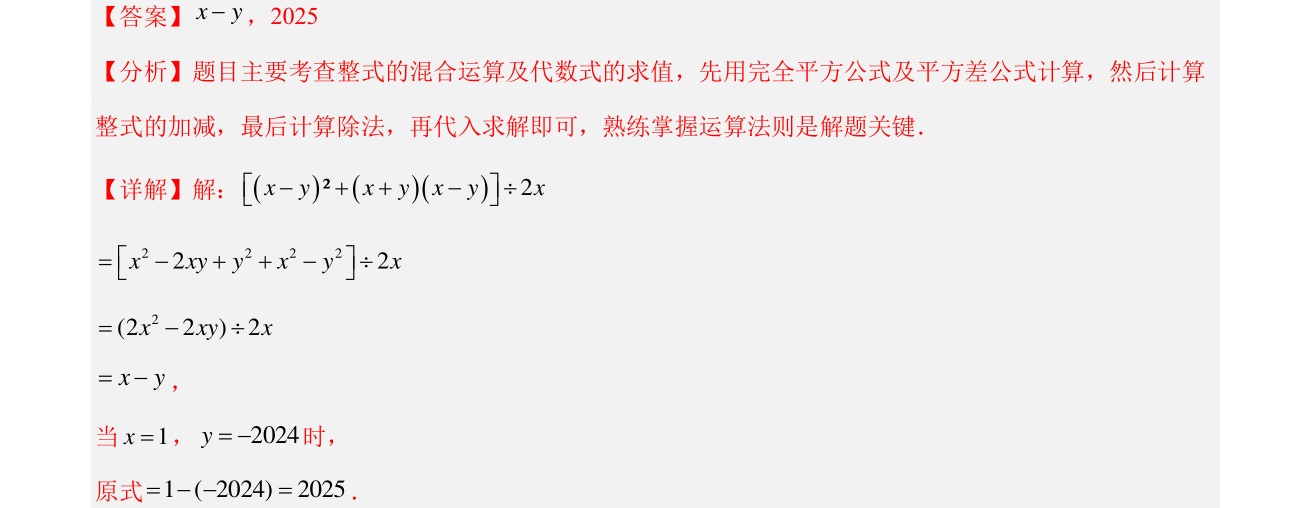 【答案】x－y，2025
【分析】题目主要考查整式的混合运算及代数式的求值，先用完全平方公式及平方差公式计算，然后计算
整式的加减，最后计算除法，再代入求解即可，熟练掌握运算法则是解题关键．
【详解】解：[(x－y)²+(x+y)(x－y)]÷2x
=[x²－2xy+y²+x²－y²]÷2x
=(2x²－2xy)÷2x
=x－y，
当x=1，y=－2024时，
原式=1－(－2024)=2025．